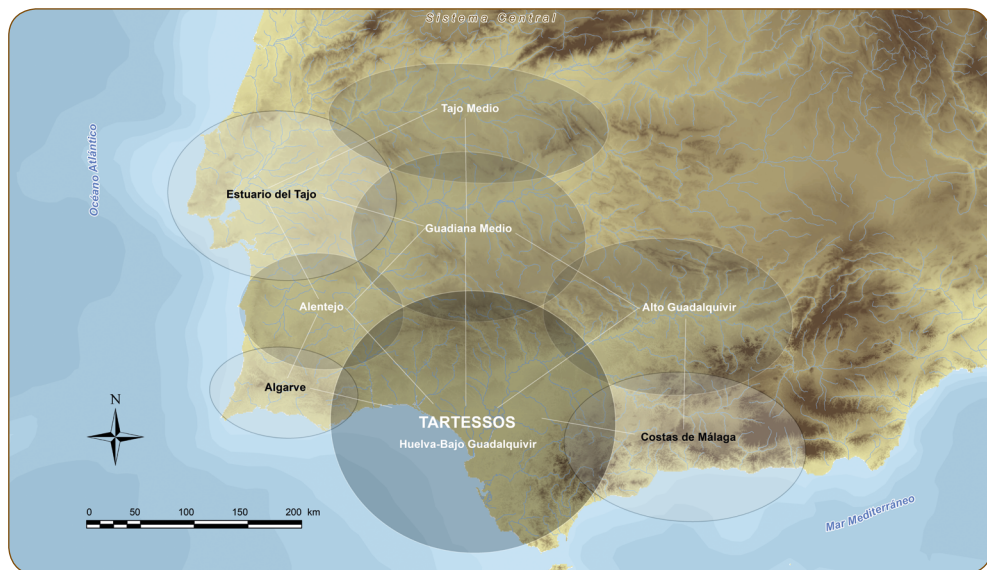 Sistema Central
Tajo Medio
Océano Atlántico
Estuario del Tajo
Guadiana Medio
Alentejo
Alto Guadalquivir
Algarve
N
TARTESSOS
Huelva-Bajo Guadalquivir
Costas de Málaga
0 50 100 150 200 km
Mar Mediterráneo